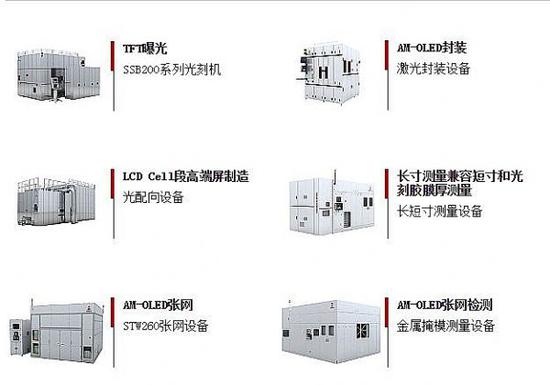 TFT曝光
SSB200系列光刻机
AM-OLED封装
激光封装设备
LCD Cell段高端屏制造
光配向设备
长寸测量兼容短寸和光
刻胶膜厚测量
长短寸测量设备
AM-OLED张网
STW260张网设备
AM-OLED张网检测
金属掩模测量设备